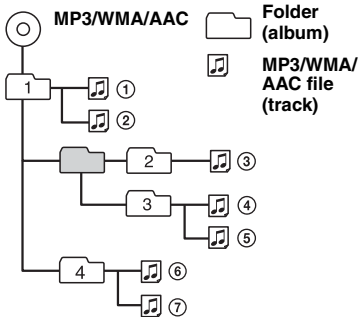 MP3/WMA/AAC
Folder
(album)
MP3/WMA/
AAC file
(track)
1
①
②
2
③
3
④
⑤
4
⑥
⑦